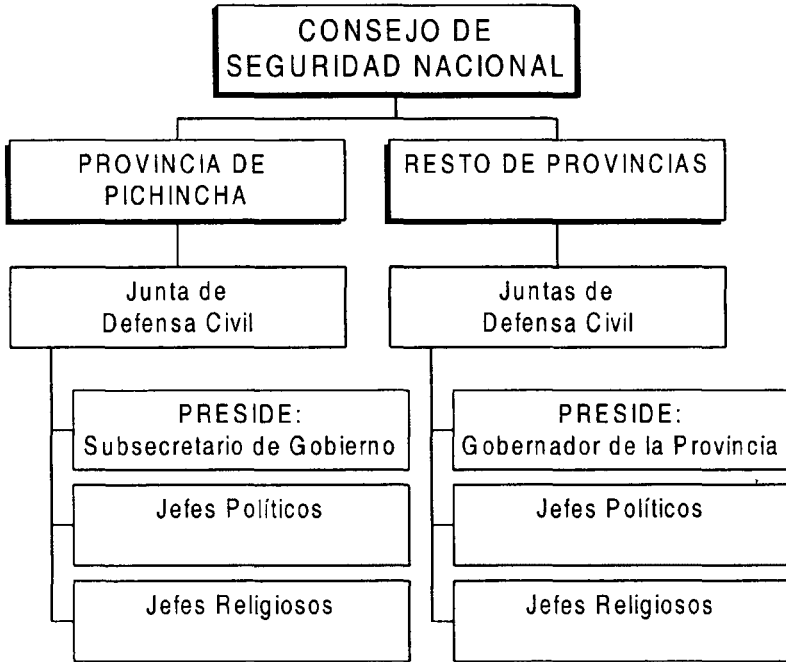 CONSEJO DE
SEGURIDAD NACIONAL
PROVINCIA DE
PICHINCHA
RESTO DE PROVINCIAS
Junta de
Defensa Civil
Juntas de
Defensa Civil
PRESIDE:
Subsecretario de Gobierno
PRESIDE:
Gobernador de la Provincia
Jefes Políticos
Jefes Políticos
Jefes Religiosos
Jefes Religiosos